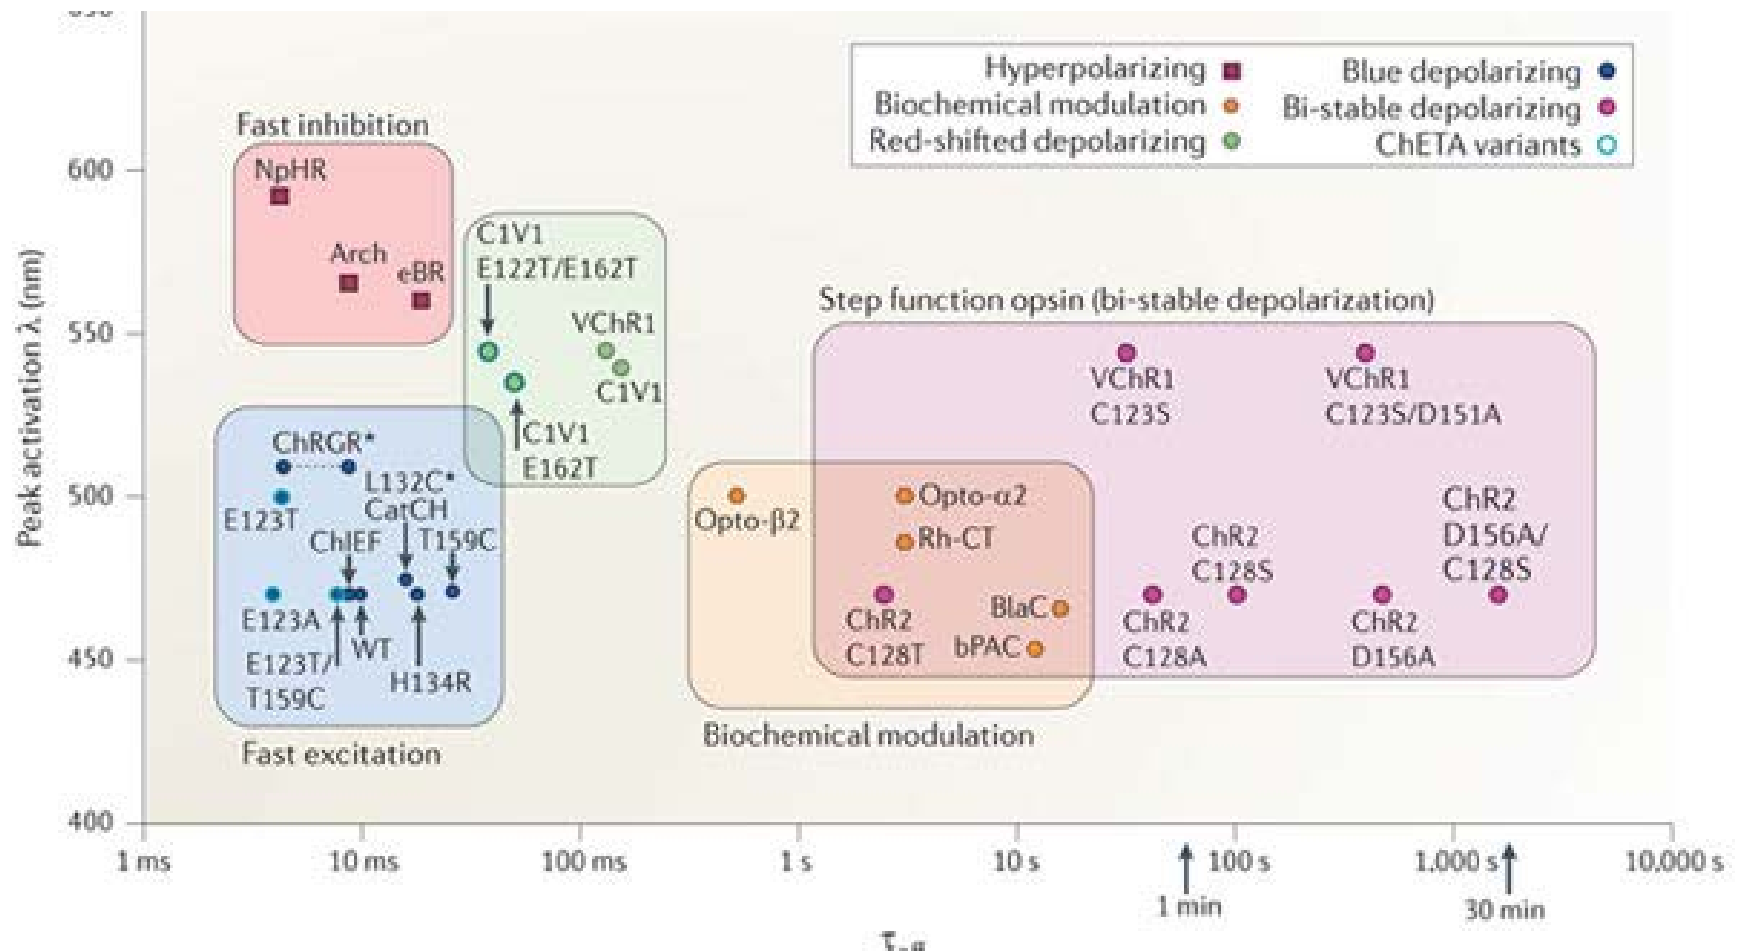 Hyperpolarizing
Biochemical modulation
Red-shifted depolarizing
Blue depolarizing
Bi-stable depolarizing
ChETA variants
Peak activation λ (nm)
600
550
500
450
400
Fast inhibition
NpHR
Arch
eBR
C1V1
E122T/E162T
VChR1
C1V1
C1V1
E162T
Step function opsin (bi-stable depolarization)
VChR1
C123S
VChR1
C123S/D151A
ChRGR*
L132C*
CatCH
E123T
ChIEF
T159C
E123A
WT
E123T/
T159C
H134R
Fast excitation
Opto-β2
Opto-α2
Rh-CT
ChR2
C128T
BlaC
bPAC
Biochemical modulation
ChR2
C128A
ChR2
C128S
ChR2
D156A
ChR2
D156A/
C128S
1 ms
10 ms
100 ms
1 s
10 s
100 s
1,000 s
10,000 s
1 min
30 min